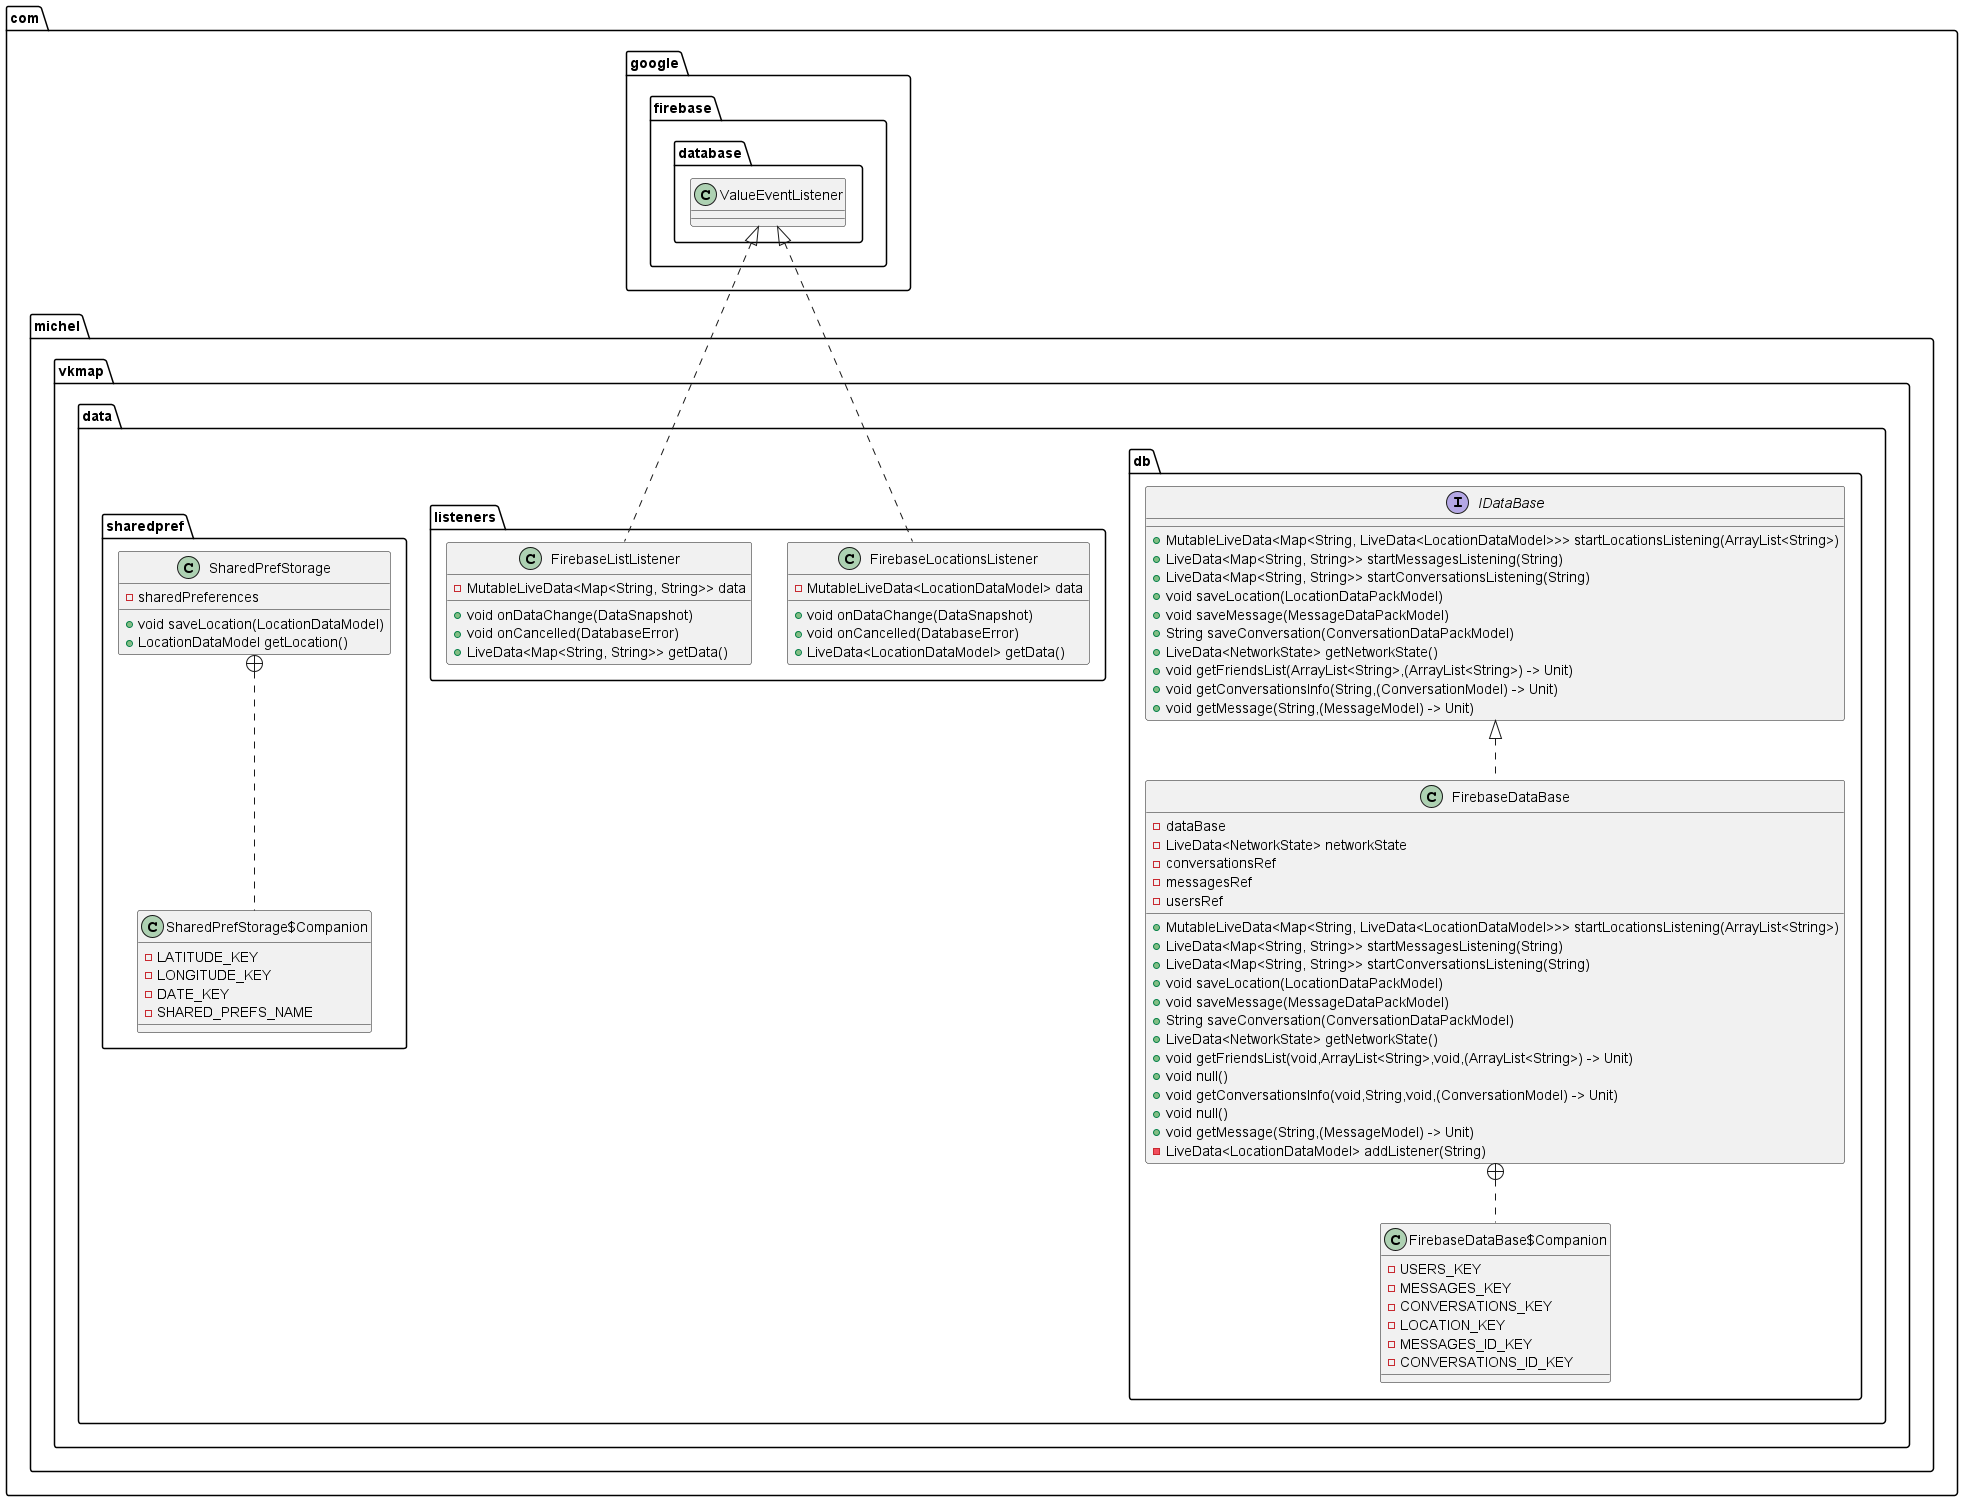 com
google
firebase
database
C ValueEventListener
michel
vkmap
data
sharedpref
C SharedPrefStorage
sharedPreferences
void saveLocation(LocationDataModel)
LocationDataModel getLocation()
C SharedPrefStorage$Companion
LATITUDE_KEY
LONGITUDE_KEY
DATE_KEY
SHARED_PREFS_NAME
listeners
C FirebaseListListener
MutableLiveData<Map<String, String>> data
void onDataChange(DataSnapshot)
void onCancelled(DatabaseError)
LiveData<Map<String, String>> getData()
C FirebaseLocationsListener
MutableLiveData<LocationDataModel> data
void onDataChange(DataSnapshot)
void onCancelled(DatabaseError)
LiveData<LocationDataModel> getData()
db
I IDataBase
MutableLiveData<Map<String, LiveData<LocationDataModel>>> startLocationsListening(ArrayList<String>)
LiveData<Map<String, String>> startMessagesListening(String)
LiveData<Map<String, String>> startConversationsListening(String)
void saveLocation(LocationDataPackModel)
void saveMessage(MessageDataPackModel)
String saveConversation(ConversationDataPackModel)
LiveData<NetworkState> getNetworkState()
void getFriendsList(ArrayList<String>,(ArrayList<String>) -> Unit)
void getConversationsInfo(String,(ConversationModel) -> Unit)
void getMessage(String,(MessageModel) -> Unit)
C FirebaseDataBase
dataBase
LiveData<NetworkState> networkState
conversationsRef
messagesRef
usersRef
MutableLiveData<Map<String, LiveData<LocationDataModel>>> startLocationsListening(ArrayList<String>)
LiveData<Map<String, String>> startMessagesListening(String)
LiveData<Map<String, String>> startConversationsListening(String)
void saveLocation(LocationDataPackModel)
void saveMessage(MessageDataPackModel)
String saveConversation(ConversationDataPackModel)
LiveData<NetworkState> getNetworkState()
void getFriendsList(void,ArrayList<String>,void,(ArrayList<String>) -> Unit)
void null()
void getConversationsInfo(void,String,void,(ConversationModel) -> Unit)
void null()
void getMessage(String,(MessageModel) -> Unit)
LiveData<LocationDataModel> addListener(String)
C FirebaseDataBase$Companion
USERS_KEY
MESSAGES_KEY
CONVERSATIONS_KEY
LOCATION_KEY
MESSAGES_ID_KEY
CONVERSATIONS_ID_KEY